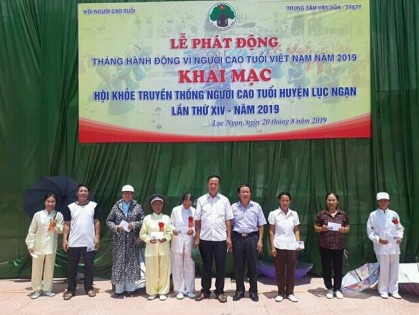 HỘI NGƯỜI CAO TUỔI
TRUNG TÂM VĂN HÓA - TT&TT
LỄ PHÁT ĐỘNG
THÁNG HÀNH ĐỘNG VÌ NGƯỜI CAO TUỔI VIỆT NAM NĂM 2019
KHAI MẠC
HỘI KHỎE TRUYỀN THỐNG NGƯỜI CAO TUỔI HUYỆN LỤC NGẠN
LẦN THỨ XIV - NĂM 2019
Lục Ngạn, ngày 20 tháng 8 năm 2019